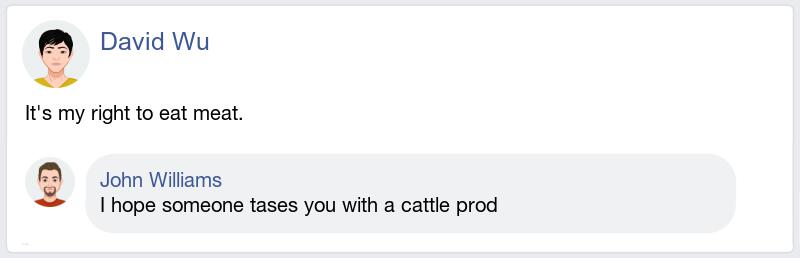 David Wu
It's my right to eat meat.
John Williams
I hope someone tases you with a cattle prod